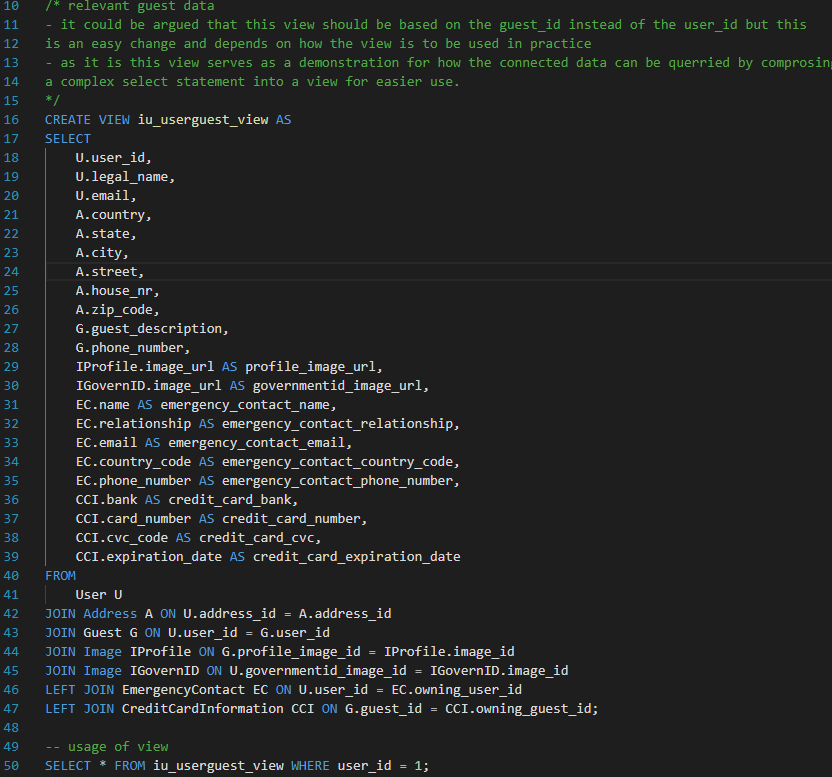 10 /* relevant guest data
11 - it could be argued that this view should be based on the guest_id instead of the user_id but this
12 is an easy change and depends on how the view is to be used in practice
13 - as it is this view serves as a demonstration for how the connected data can be querried by comprosing
14 a complex select statement into a view for easier use.
15 */
16 CREATE VIEW iu_userguest_view AS
17 SELECT
18 U.user_id,
19 U.legal_name,
20 U.email,
21 A.country,
22 A.state,
23 A.city,
24 A.street,
25 A.house_nr,
26 A.zip_code,
27 G.guest_description,
28 G.phone_number,
29 IProfile.image_url AS profile_image_url,
30 IGovernID.image_url AS governmentid_image_url,
31 EC.name AS emergency_contact_name,
32 EC.relationship AS emergency_contact_relationship,
33 EC.email AS emergency_contact_email,
34 EC.country_code AS emergency_contact_country_code,
35 EC.phone_number AS emergency_contact_phone_number,
36 CCI.bank AS credit_card_bank,
37 CCI.card_number AS credit_card_number,
38 CCI.cvc_code AS credit_card_cvc,
39 CCI.expiration_date AS credit_card_expiration_date
40 FROM
41 User U
42 JOIN Address A ON U.address_id = A.address_id
43 JOIN Guest G ON U.user_id = G.user_id
44 JOIN Image IProfile ON G.profile_image_id = IProfile.image_id
45 JOIN Image IGovernID ON U.governmentid_image_id = IGovernID.image_id
46 LEFT JOIN EmergencyContact EC ON U.user_id = EC.owning_user_id
47 LEFT JOIN CreditCardInformation CCI ON G.guest_id = CCI.owning_guest_id;
48
49 -- usage of view
50 SELECT * FROM iu_userguest_view WHERE user_id = 1;